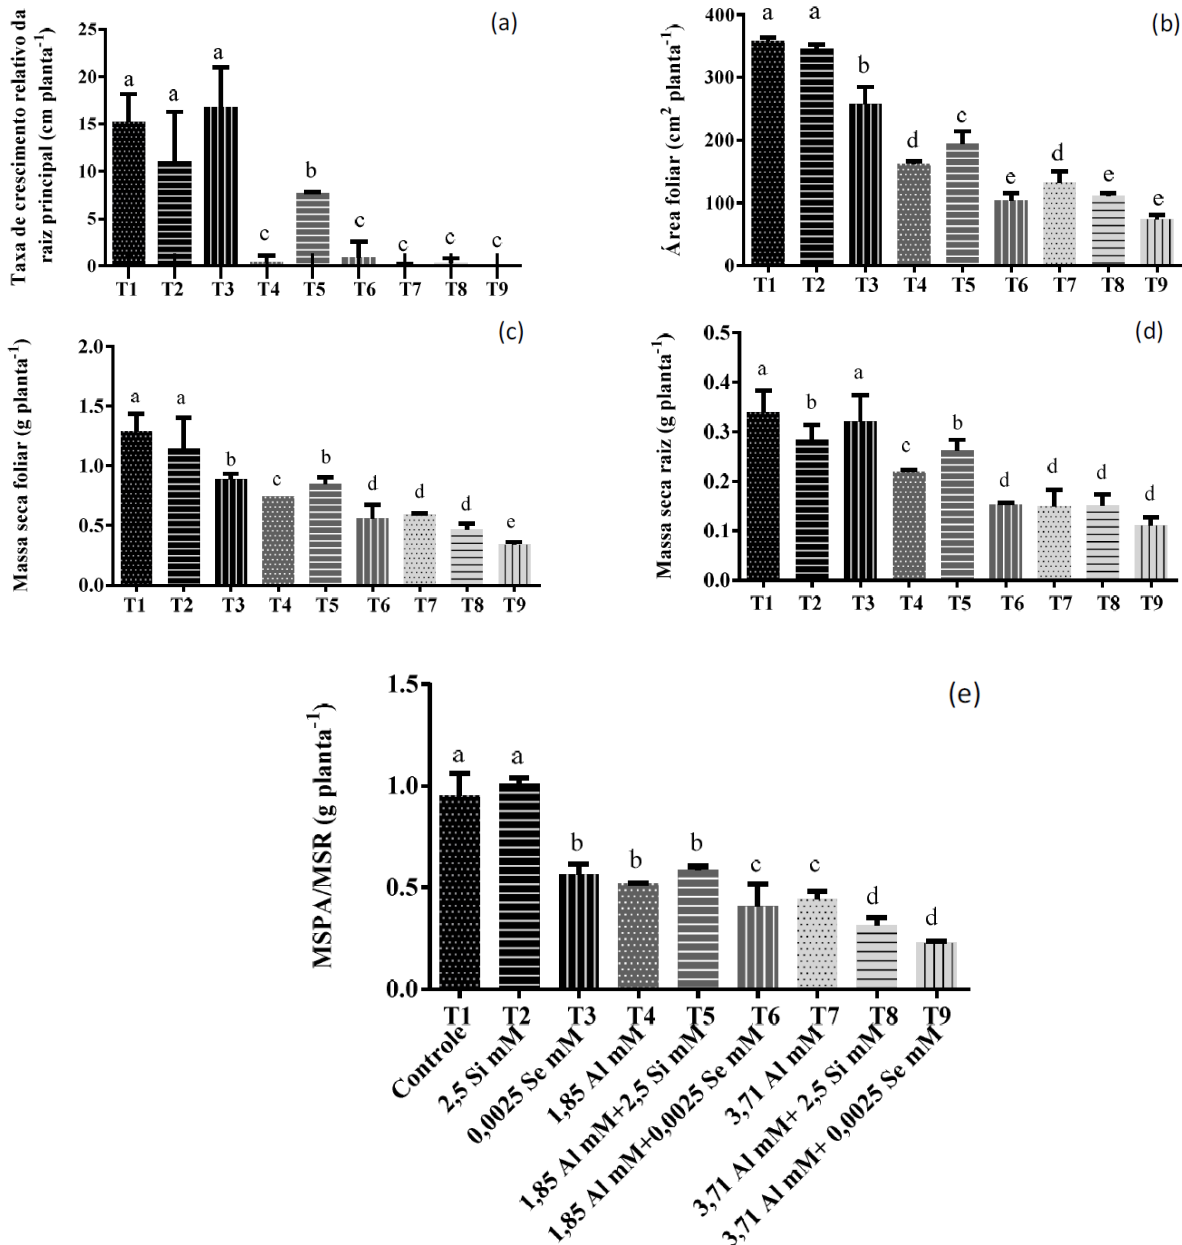 (a)
Taxa de crescimento relativo da
raiz principal (cm planta⁻¹)
25
20
15
10
5
0
a
a
a
c
b
c
c
c
c
T1 T2 T3 T4 T5 T6 T7 T8 T9
(b)
Área foliar (cm² planta⁻¹)
400
300
200
100
0
a
a
b
d
c
e
d
e
e
T1 T2 T3 T4 T5 T6 T7 T8 T9
(c)
Massa seca foliar (g planta⁻¹)
2.0
1.5
1.0
0.5
0.0
a
a
b
c
b
d
d
d
e
T1 T2 T3 T4 T5 T6 T7 T8 T9
(d)
Massa seca raiz (g planta⁻¹)
0.5
0.4
0.3
0.2
0.1
0.0
a
b
a
c
b
d
d
d
d
T1 T2 T3 T4 T5 T6 T7 T8 T9
(e)
MSPA/MSR (g planta⁻¹)
1.5
1.0
0.5
0.0
a
a
b
b
b
c
c
d
d
T1 T2 T3 T4 T5 T6 T7 T8 T9
Controle
2,5 Si mM
0,0025 Se mM
1,85 Al mM
1,85 Al mM+2,5 Si mM
1,85 Al mM+0,0025 Se mM
3,71 Al mM
3,71 Al mM+ 2,5 Si mM
3,71 Al mM+ 0,0025 Se mM